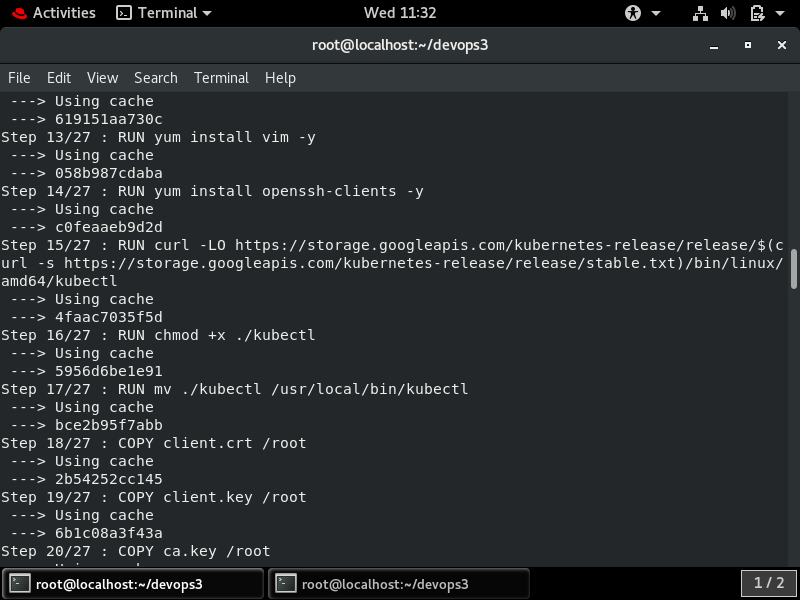 Activities Terminal Wed 11:32
root@localhost:~/devops3
File Edit View Search Terminal Help
---> Using cache
---> 619151aa730c
Step 13/27 : RUN yum install vim -y
---> Using cache
---> 058b987cdaba
Step 14/27 : RUN yum install openssh-clients -y
---> Using cache
---> c0feaaeb9d2d
Step 15/27 : RUN curl -LO https://storage.googleapis.com/kubernetes-release/release/$(c
url -s https://storage.googleapis.com/kubernetes-release/release/stable.txt)/bin/linux/
amd64/kubectl
---> Using cache
---> 4faac7035f5d
Step 16/27 : RUN chmod +x ./kubectl
---> Using cache
---> 5956d6be1e91
Step 17/27 : RUN mv ./kubectl /usr/local/bin/kubectl
---> Using cache
---> bce2b95f7abb
Step 18/27 : COPY client.crt /root
---> Using cache
---> 2b54252cc145
Step 19/27 : COPY client.key /root
---> Using cache
---> 6b1c08a3f43a
Step 20/27 : COPY ca.key /root
root@localhost:~/devops3 root@localhost:~/devops3 1 / 2